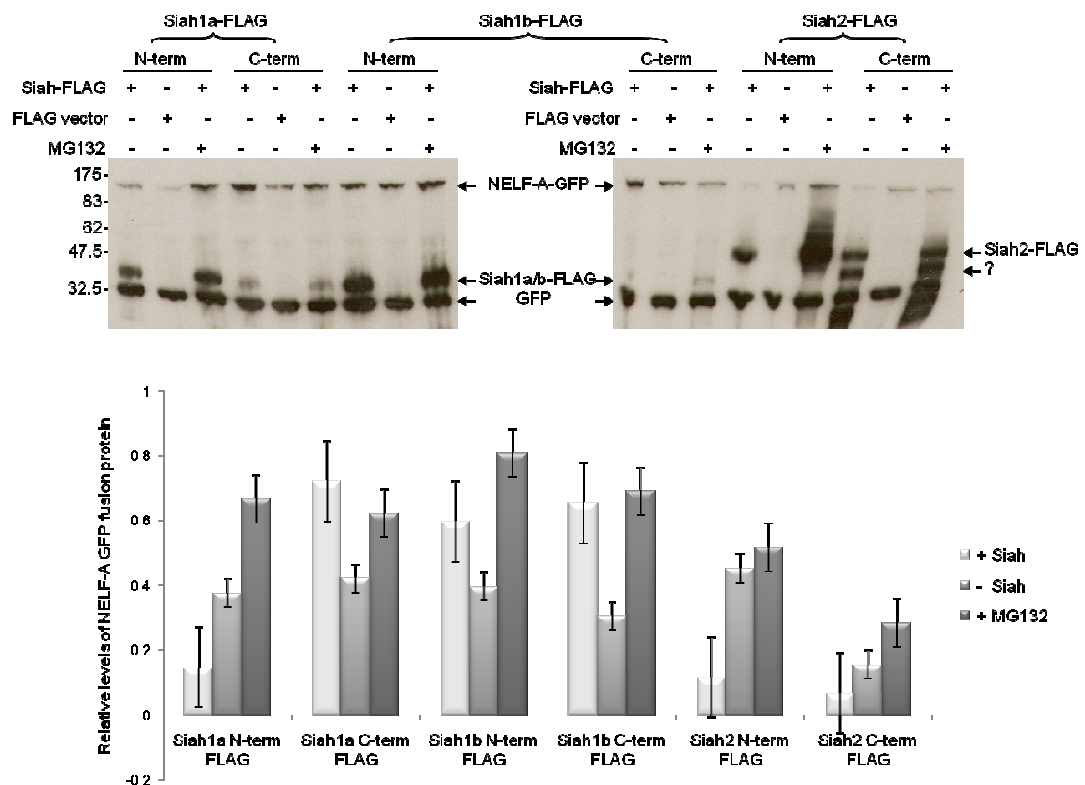 Siah1a-FLAG Siah1b-FLAG Siah2-FLAG
N-term C-term N-term C-term N-term C-term
Siah-FLAG + - + + - + + - + Siah-FLAG + - + + - + + - +
FLAG vector - + - - + - - + - FLAG vector - + - - + - - + -
MG132 - - + - - + - - + MG132 - - + - - + - - +
175-
83-
62-
47.5-
32.5-
NELF-A-GFP
Siah1a/b-FLAG
GFP
Siah2-FLAG
?
Relative levels of NELF-A GFP fusion protein
1
0.8
0.6
0.4
0.2
0
-0.2
Siah1a N-term FLAG
Siah1a C-term FLAG
Siah1b N-term FLAG
Siah1b C-term FLAG
Siah2 N-term FLAG
Siah2 C-term FLAG
+ Siah
- Siah
+ MG132